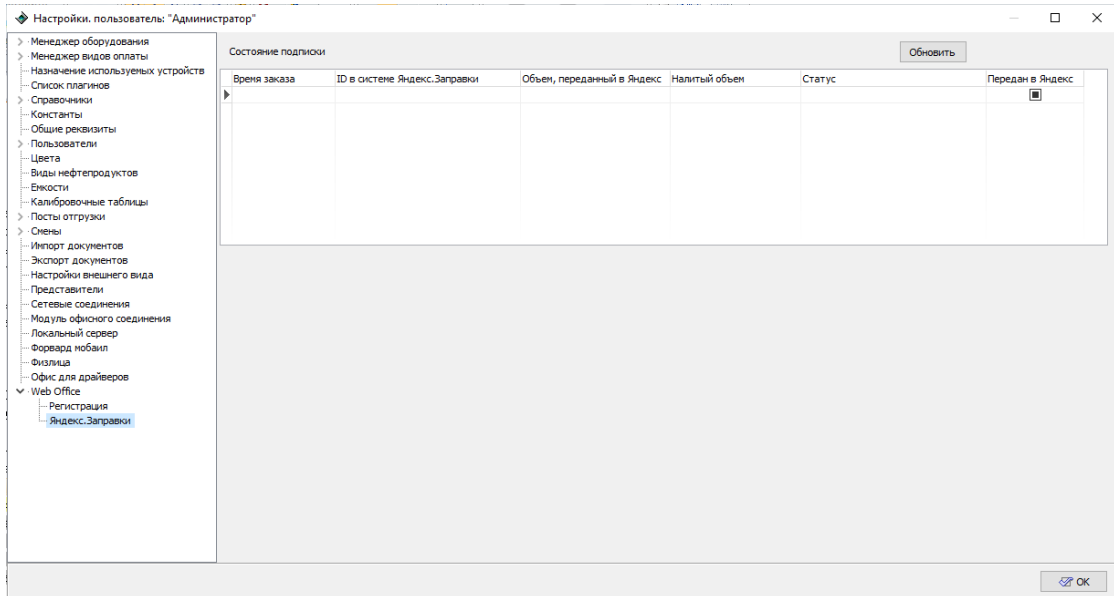 Настройки. пользователь: "Администратор"
Менеджер оборудования
Менеджер видов оплаты
Назначение используемых устройств
Список плагинов
Справочники
Константы
Общие реквизиты
Пользователи
Цвета
Виды нефтепродуктов
Емкости
Калибровочные таблицы
Посты отгрузки
Смены
Импорт документов
Экспорт документов
Настройки внешнего вида
Представители
Сетевые соединения
Модуль офисного соединения
Локальный сервер
Форвард мобаил
Физлица
Офис для драйверов
Web Office
Регистрация
Яндекс.Заправки
Состояние подписки
Обновить
Время заказа ID в системе Яндекс.Заправки Объем, переданный в Яндекс Налитый объем Статус Передан в Яндекс
OK